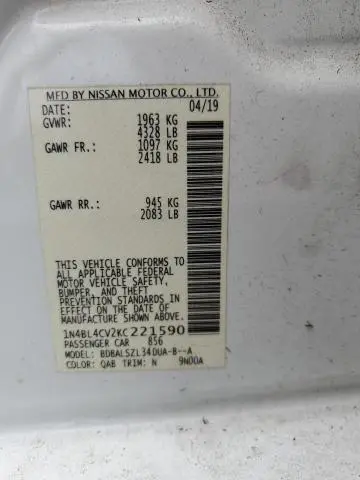 MFD BY NISSAN MOTOR CO., LTD.
DATE: 04/19
GVWR: 1963 KG
4328 LB
GAWR FR.: 1097 KG
2418 LB
GAWR RR.: 945 KG
2083 LB
THIS VEHICLE CONFORMS TO
ALL APPLICABLE FEDERAL
MOTOR VEHICLE SAFETY,
BUMPER, AND THEFT
PREVENTION STANDARDS IN
EFFECT ON THE DATE OF
MANUFACTURE SHOWN ABOVE.
1N4BL4CV2KC221590
PASSENGER CAR 856
MODEL: BDBALSZL34DUA-B--A
COLOR: QAB TRIM: N 9N00A